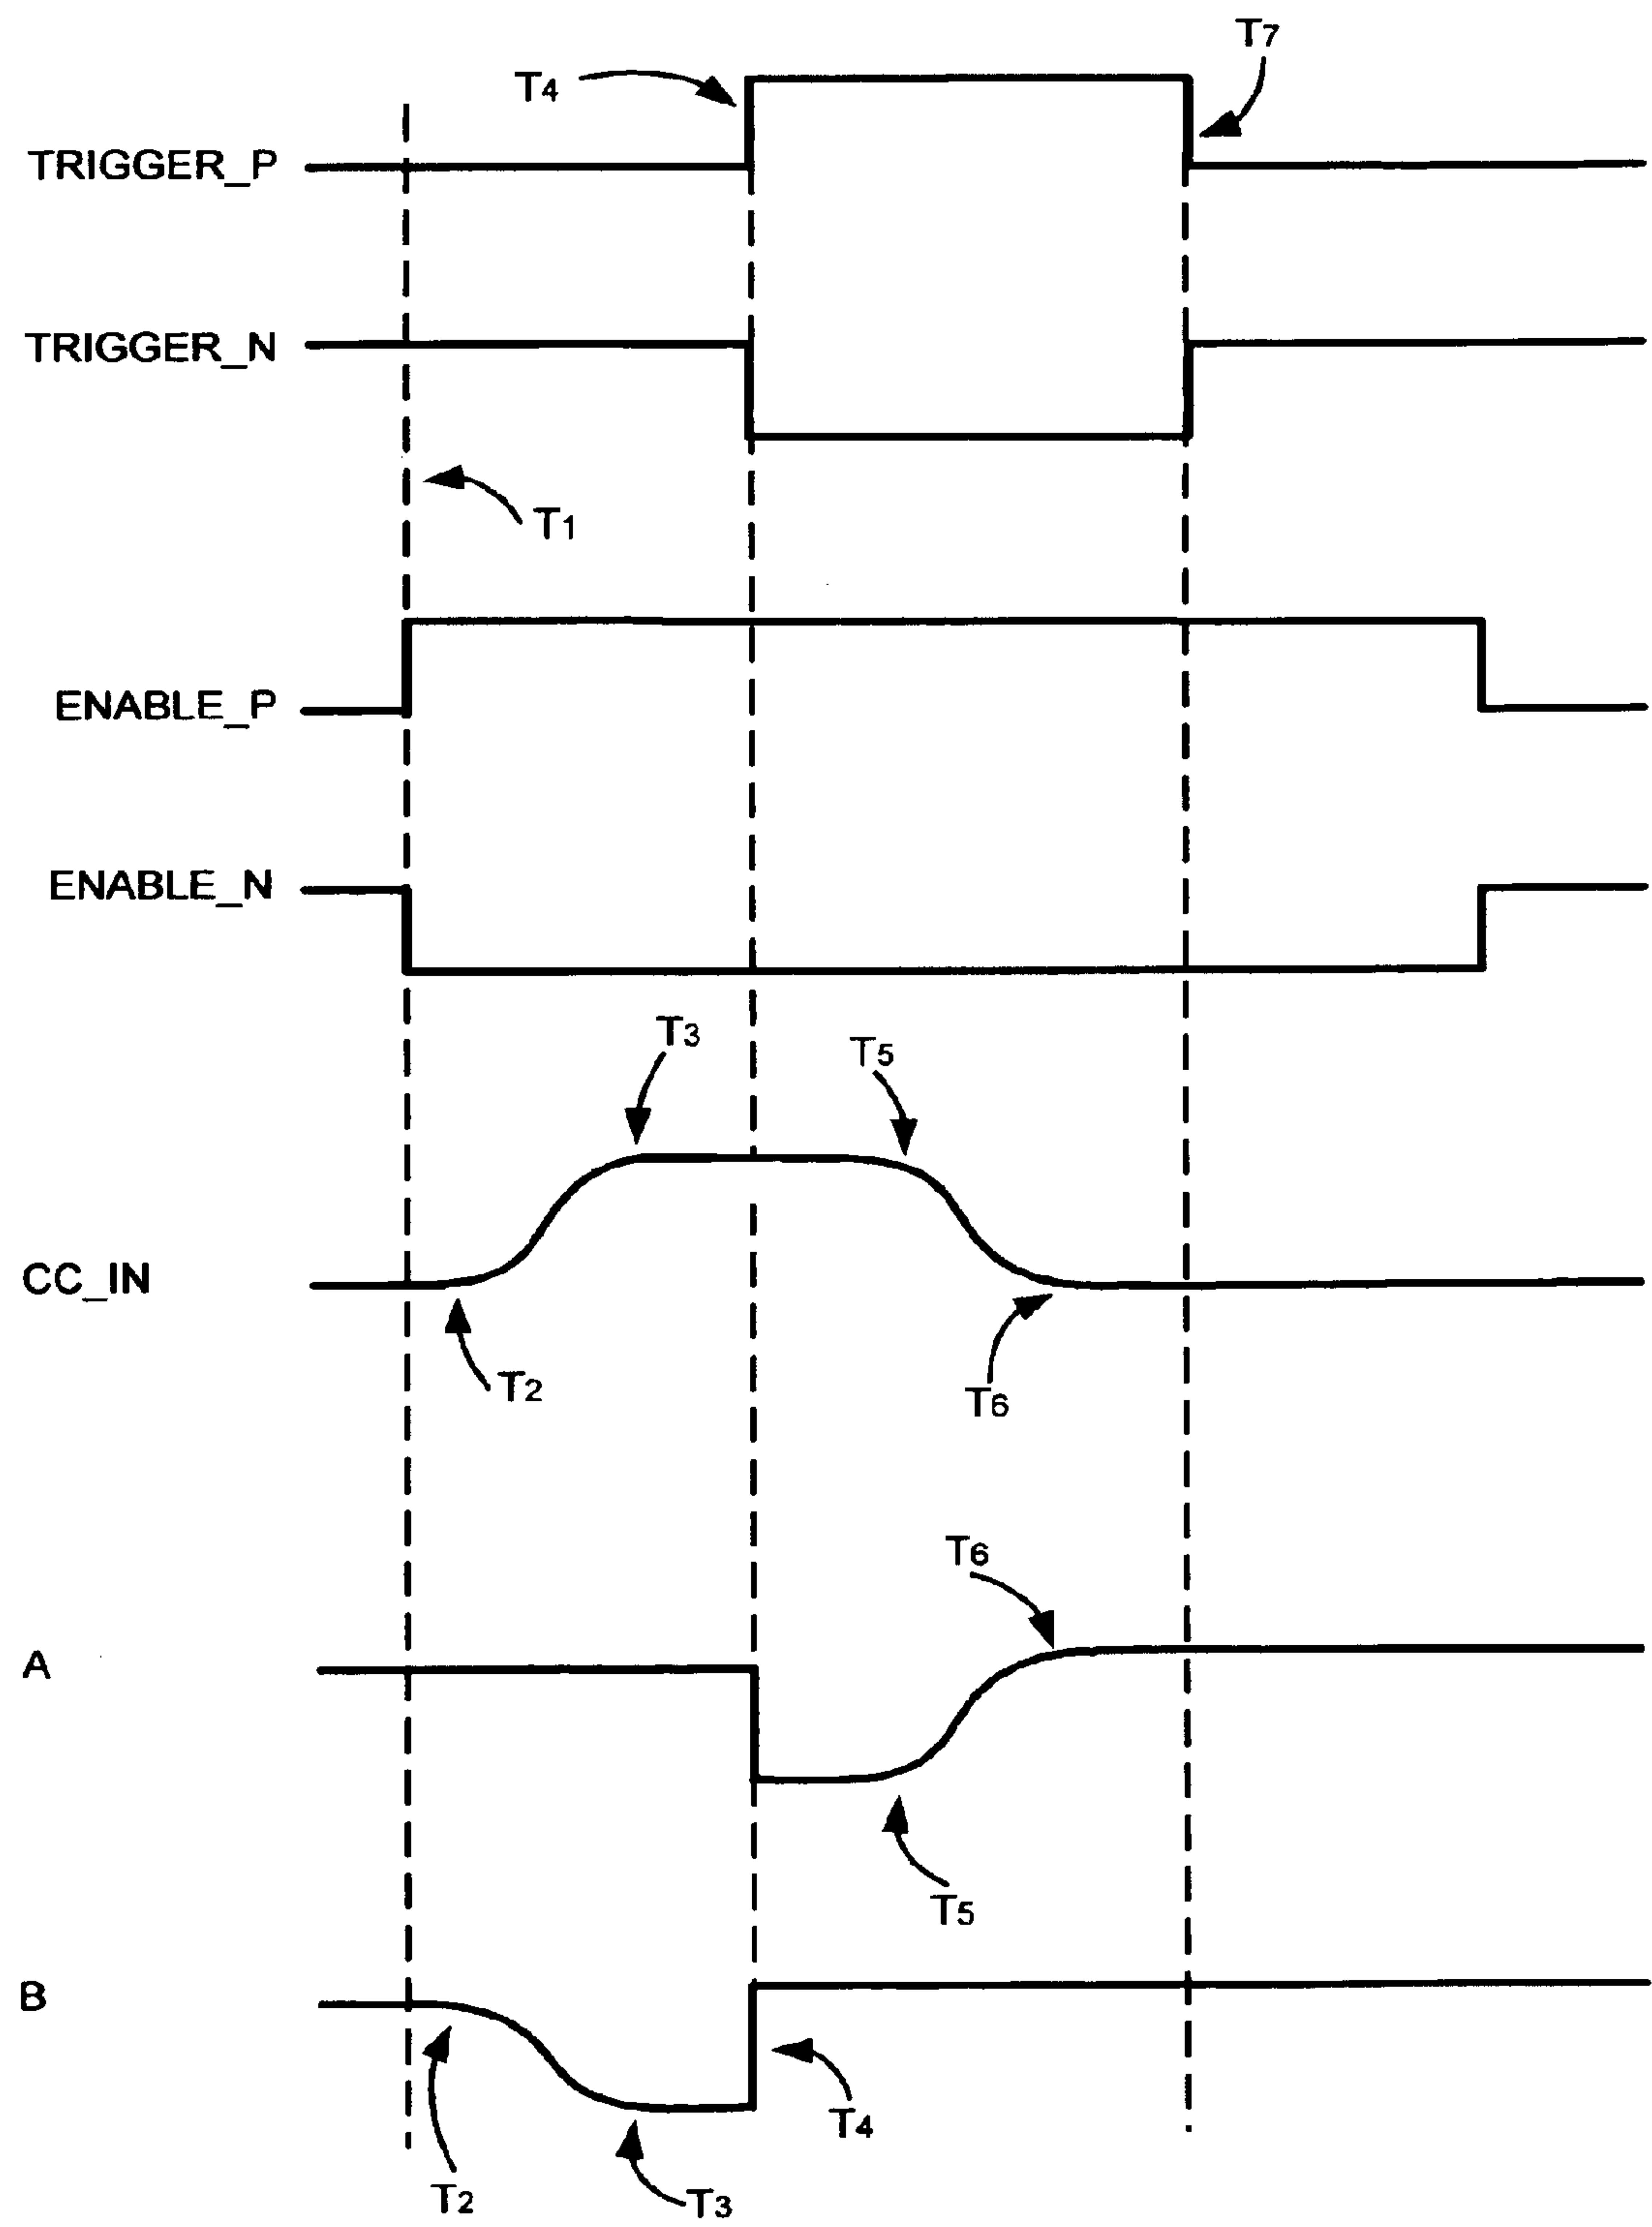 T7
T4
TRIGGER_P
TRIGGER_N
T1
ENABLE_P
ENABLE_N
T3
T5
CC_IN
T2
T6
T6
A
T5
B
T4
T2
T3